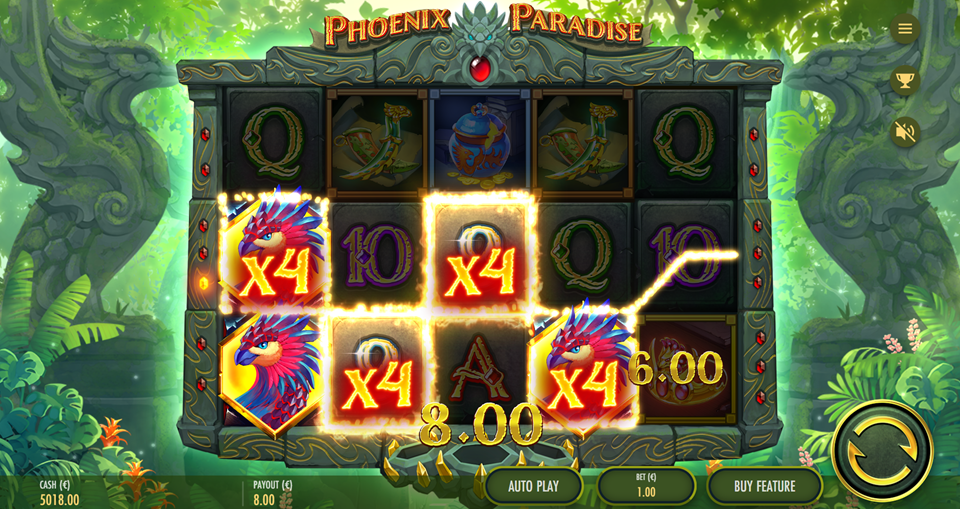 PHOENIX PARADISE
Q Q
x4 10 x4 Q 10
x4 A x4 6.00
8.00
CASH (€) PAYOUT (€) AUTO PLAY BET (€) BUY FEATURE
5018.00 8.00 1.00